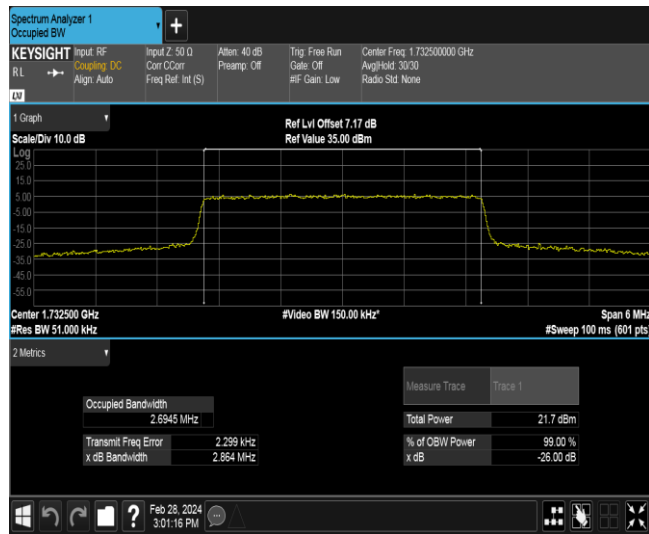 Spectrum Analyzer 1
Occupied BW
+
KEYSIGHT
R L
LXI
Input: RF
Coupling: DC
Align: Auto
Input Z: 50 Ω
Corr CCorr
Freq Ref: Int (S)
Atten: 40 dB
Preamp: Off
Trig: Free Run
Gate: Off
#IF Gain: Low
Center Freq: 1.732500000 GHz
Avg|Hold: 30/30
Radio Std: None
1 Graph
Scale/Div 10.0 dB
Ref Lvl Offset 7.17 dB
Ref Value 35.00 dBm
Log
25.0
15.0
5.00
-5.00
-15.0
-25.0
-35.0
-45.0
-55.0
Center 1.732500 GHz
#Res BW 51.000 kHz
#Video BW 150.00 kHz*
Span 6 MHz
#Sweep 100 ms (601 pts)
2 Metrics
Measure Trace Trace 1
Occupied Bandwidth
2.6945 MHz
Total Power 21.7 dBm
Transmit Freq Error 2.299 kHz
% of OBW Power 99.00 %
x dB Bandwidth 2.864 MHz
x dB -26.00 dB
?
Feb 28, 2024
3:01:16 PM